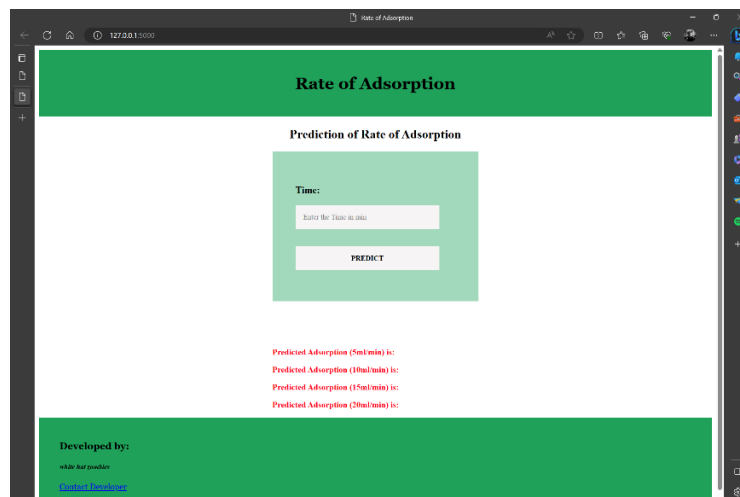 Rate of Adsorption
127.0.0.1:5000
Rate of Adsorption
Prediction of Rate of Adsorption
Time:
Enter the Time in min
PREDICT
Predicted Adsorption (5ml/min) is:
Predicted Adsorption (10ml/min) is:
Predicted Adsorption (15ml/min) is:
Predicted Adsorption (20ml/min) is:
Developed by:
white hat
Contact Developer